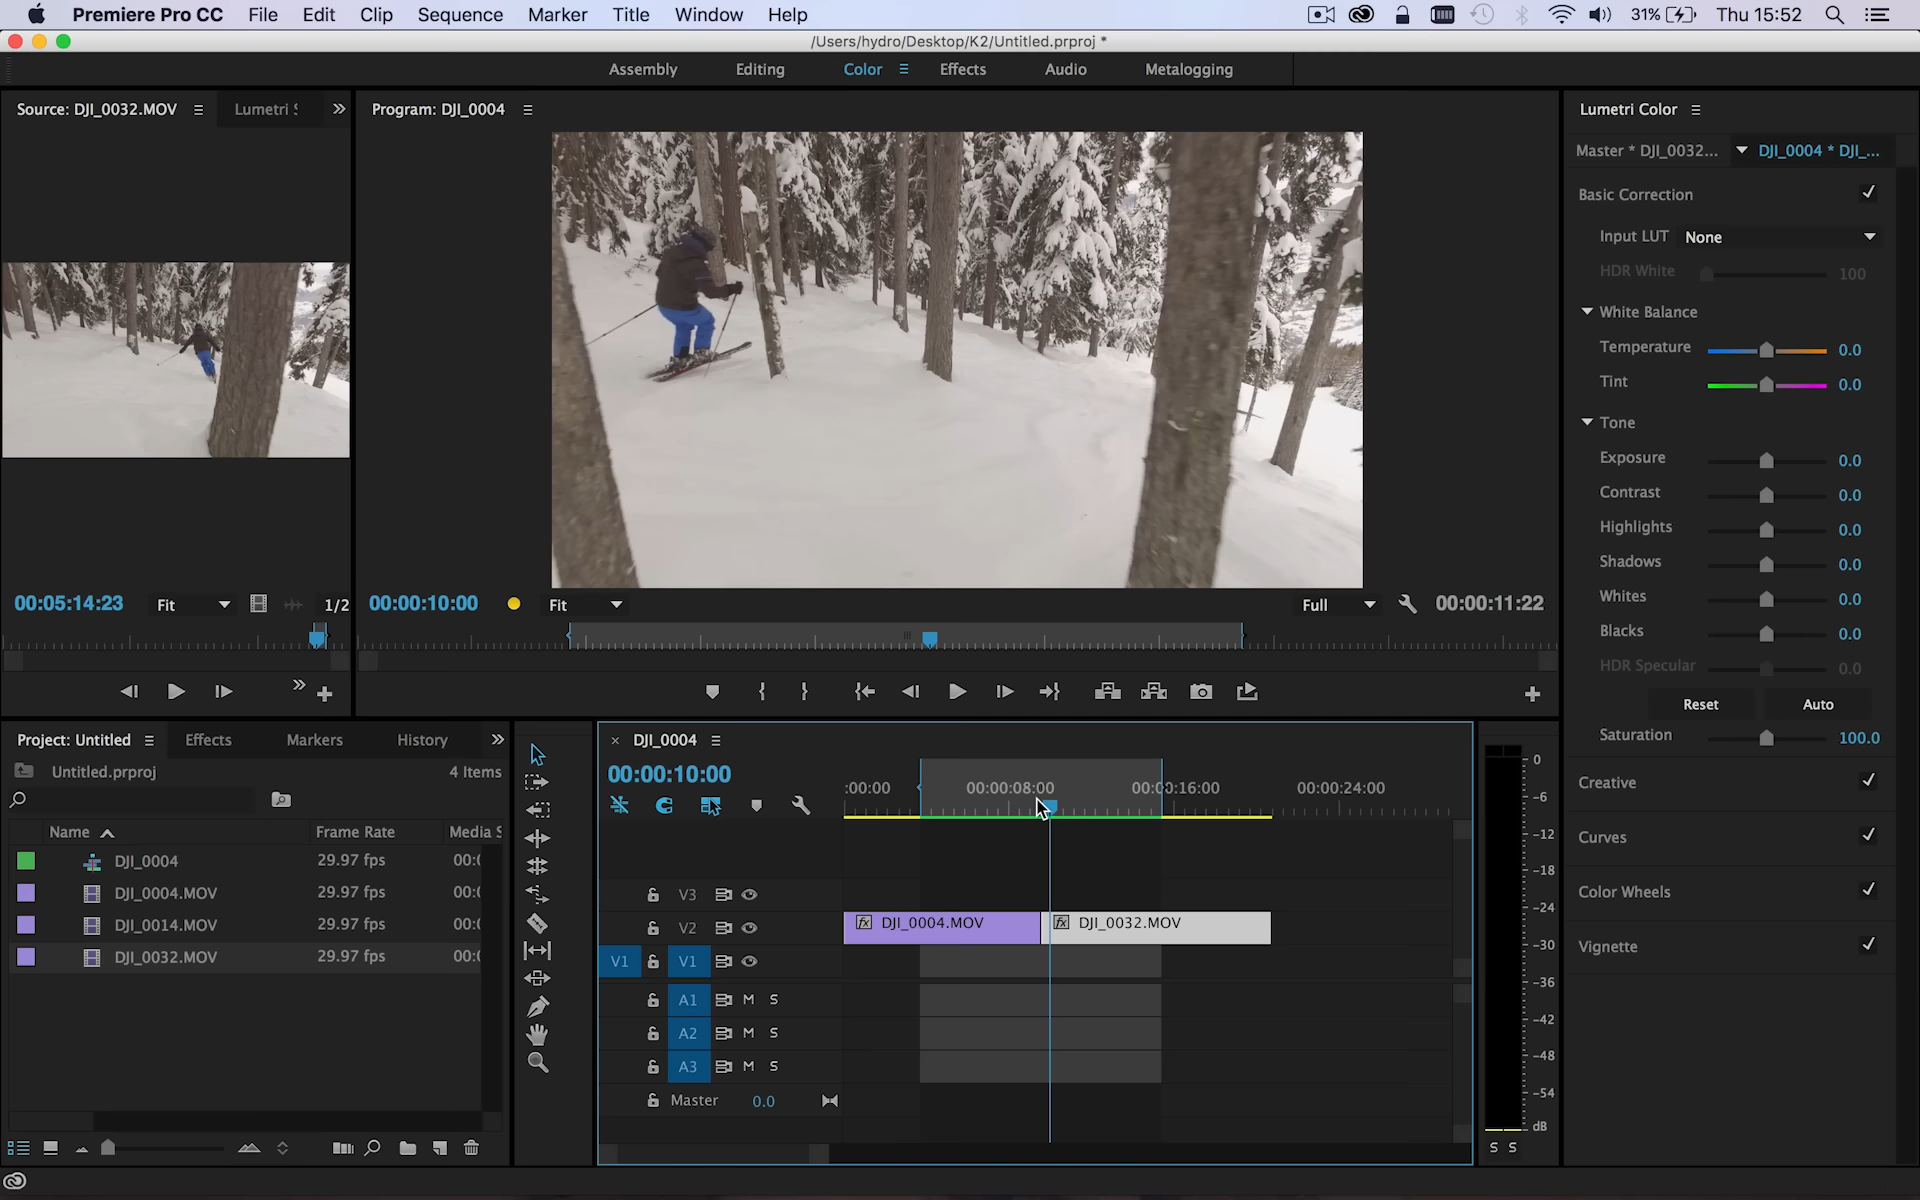 Premiere Pro CC File Edit Clip Sequence Marker Title Window Help 31% Thu 15:52
/Users/hydro/Desktop/K2/Untitled.prproj *
Assembly Editing Color Effects Audio Metalogging
Source: DJI_0032.MOV Lumetri S Program: DJI_0004 Lumetri Color
Master * DJI_0032... DJI_0004 * DJI_...
Basic Correction
Input LUT None
HDR White 100
White Balance
Temperature 0.0
Tint 0.0
Tone
Exposure 0.0
Contrast 0.0
Highlights 0.0
Shadows 0.0
Whites 0.0
Blacks 0.0
HDR Specular 0.0
Reset Auto
Saturation 100.0
Creative
Curves
Color Wheels
Vignette
00:05:14:23 Fit 1/2 00:00:10:00 Fit Full 00:00:11:22
Project: Untitled Effects Markers History
Untitled.prproj 4 Items
Name Frame Rate Media S
DJI_0004 29.97 fps 00:0
DJI_0004.MOV 29.97 fps 00:0
DJI_0014.MOV 29.97 fps 00:0
DJI_0032.MOV 29.97 fps 00:0
× DJI_0004
00:00:10:00
:00:00 00:00:08:00 00:00:16:00 00:00:24:00
V3
V2 fx DJI_0004.MOV fx DJI_0032.MOV
V1 V1
A1 M S
A2 M S
A3 M S
Master 0.0
0
-6
-12
-18
-24
-30
-36
-42
-48
-54
dB
S S